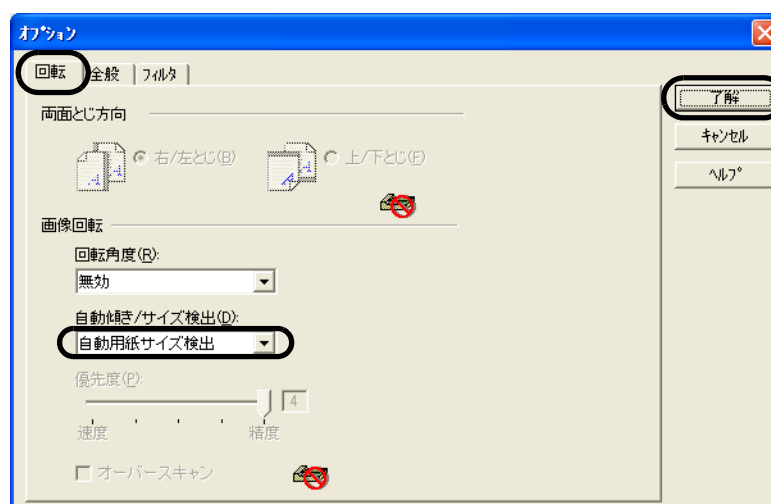 オプション
回転 全般 フィルタ
了解
キャンセル
ヘルプ
両面とじ方向
右/左とじ(B) 上/下とじ(F)
画像回転
回転角度(R):
無効
自動傾き/サイズ検出(D):
自動用紙サイズ検出
優先度(P):
4
速度 精度
オーバースキャン